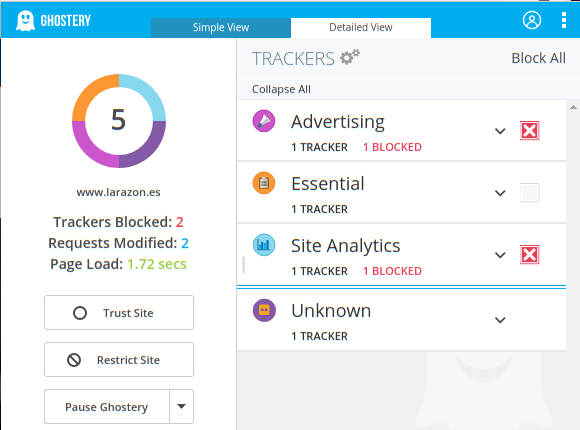 GHOSTERY
Simple View
Detailed View
5
www.larazon.es
Trackers Blocked: 2
Requests Modified: 2
Page Load: 1.72 secs
Trust Site
Restrict Site
Pause Ghostery
TRACKERS
Block All
Collapse All
Advertising
1 TRACKER 1 BLOCKED
Essential
1 TRACKER
Site Analytics
1 TRACKER 1 BLOCKED
Unknown
1 TRACKER